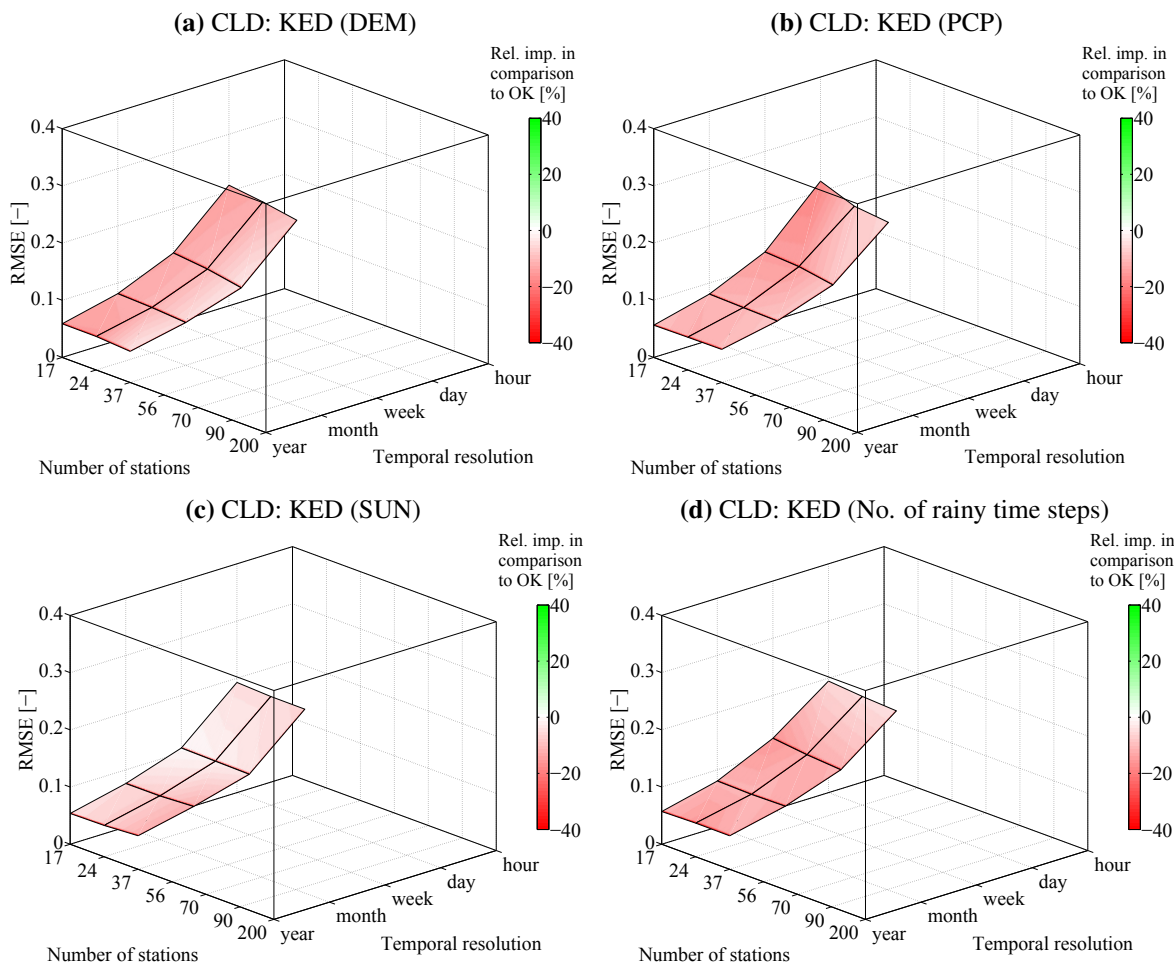 (a) CLD: KED (DEM)
Rel. imp. in
comparison
to OK [%]
40
20
0
−20
−40
0.4
0.3
0.2
0.1
0
RMSE [−]
17
24
37
56
70
90
200
Number of stations
year
month
week
day
hour
Temporal resolution
(b) CLD: KED (PCP)
Rel. imp. in
comparison
to OK [%]
40
20
0
−20
−40
0.4
0.3
0.2
0.1
0
RMSE [−]
17
24
37
56
70
90
200
Number of stations
year
month
week
day
hour
Temporal resolution
(c) CLD: KED (SUN)
Rel. imp. in
comparison
to OK [%]
40
20
0
−20
−40
0.4
0.3
0.2
0.1
0
RMSE [−]
17
24
37
56
70
90
200
Number of stations
year
month
week
day
hour
Temporal resolution
(d) CLD: KED (No. of rainy time steps)
Rel. imp. in
comparison
to OK [%]
40
20
0
−20
−40
0.4
0.3
0.2
0.1
0
RMSE [−]
17
24
37
56
70
90
200
Number of stations
year
month
week
day
hour
Temporal resolution